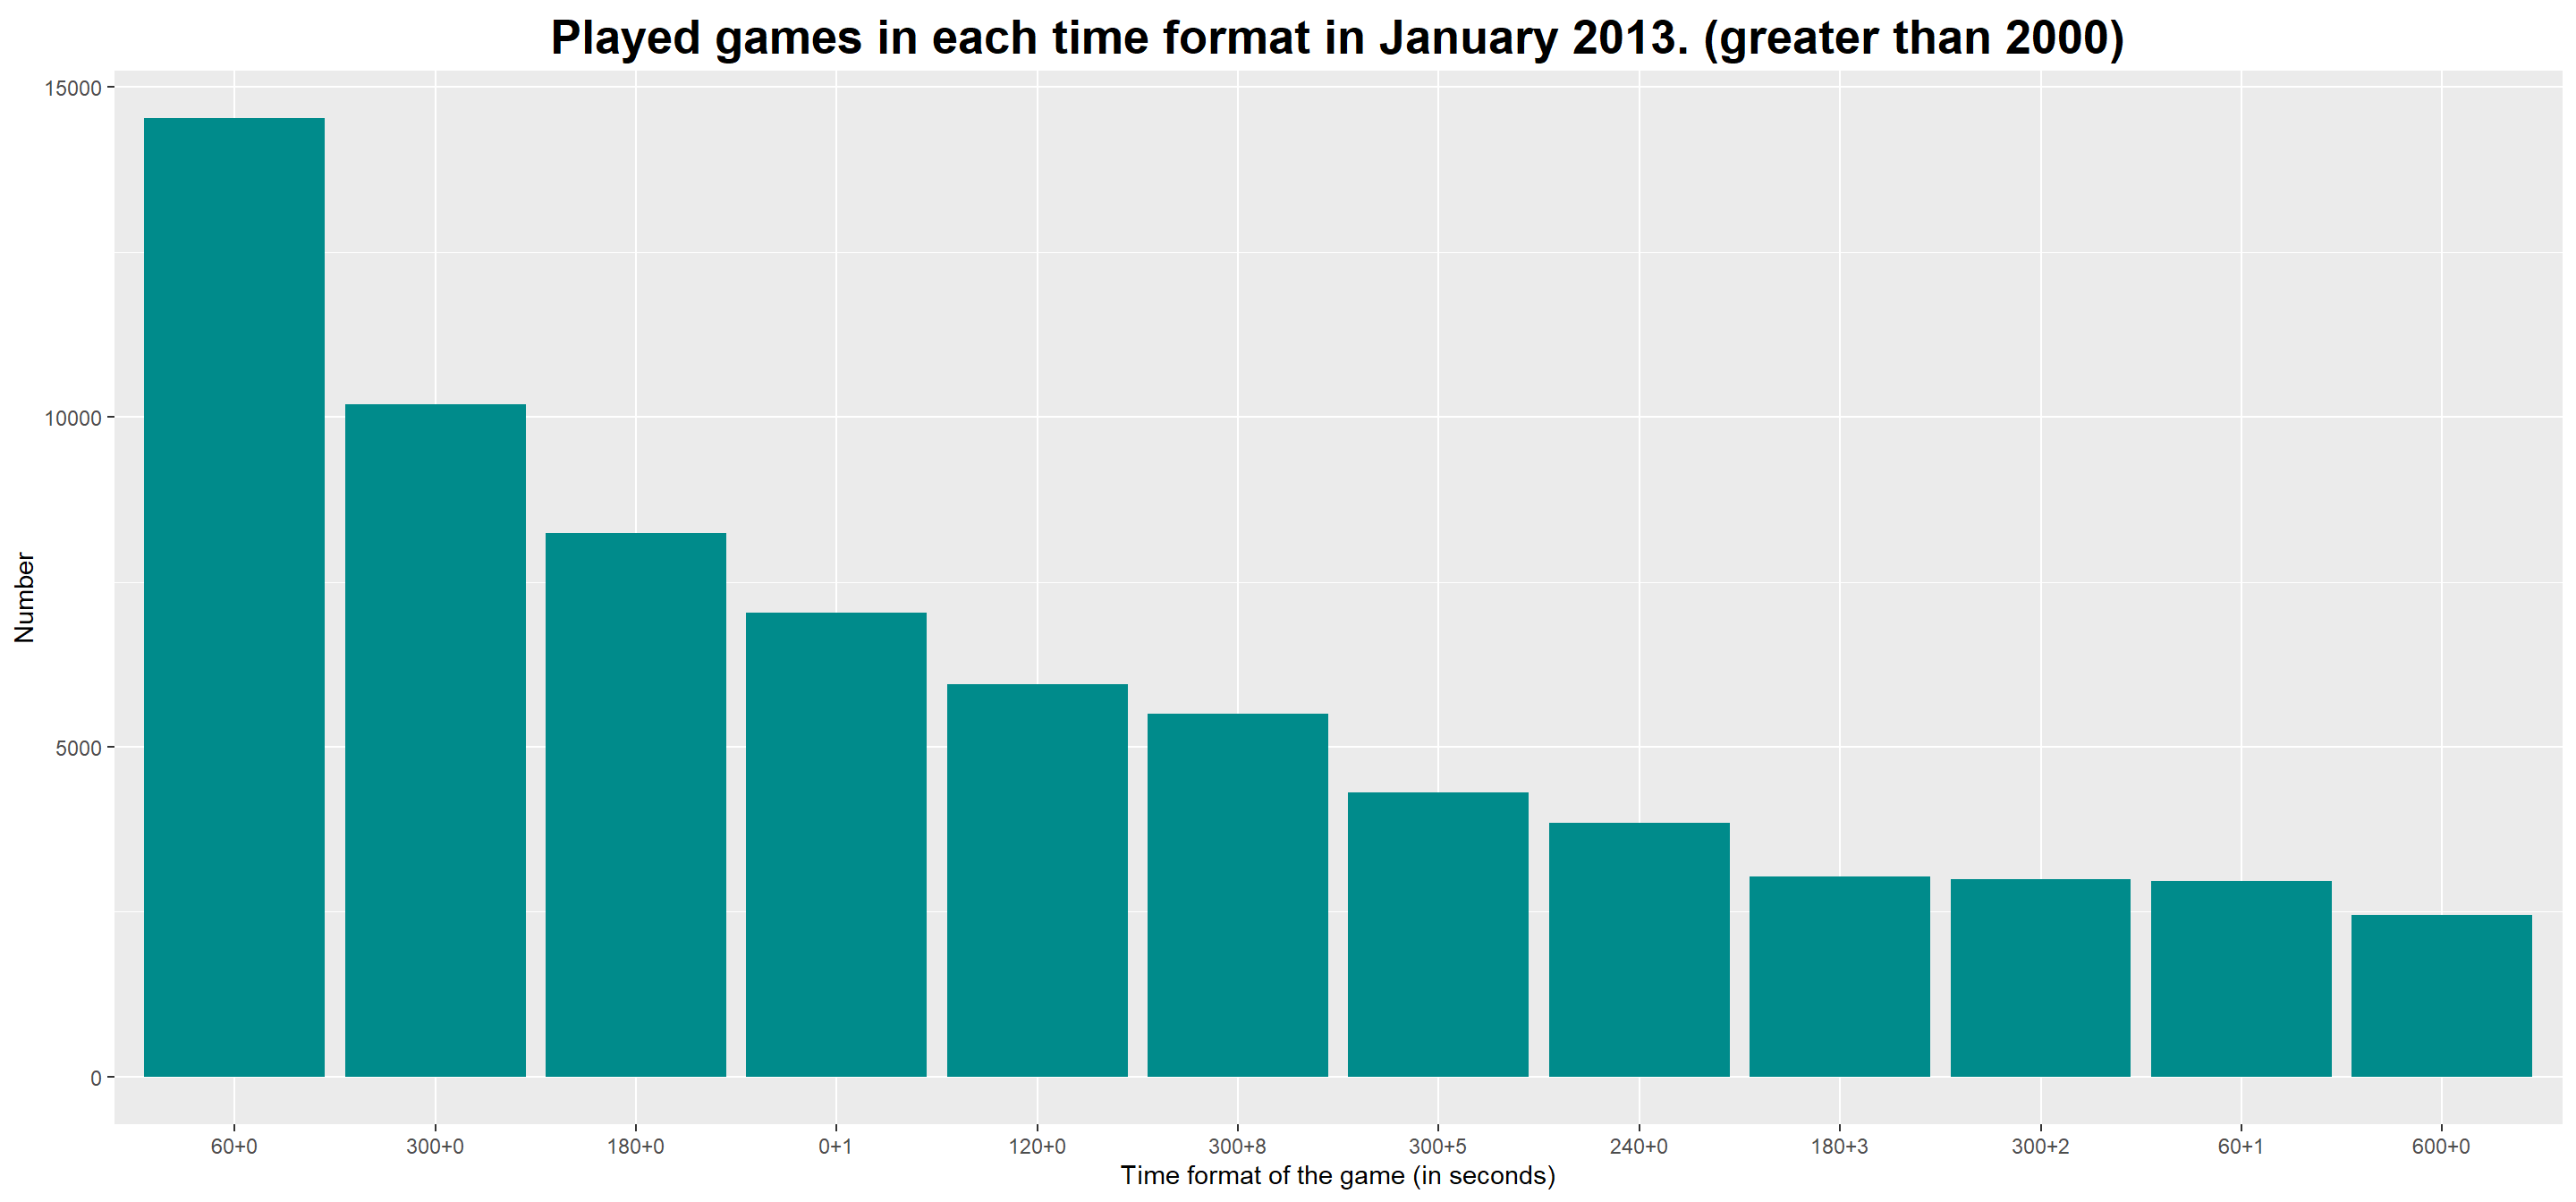 Played games in each time format in January 2013. (greater than 2000)
15000
10000
5000
0
Number
60+0 300+0 180+0 0+1 120+0 300+8 300+5 240+0 180+3 300+2 60+1 600+0
Time format of the game (in seconds)